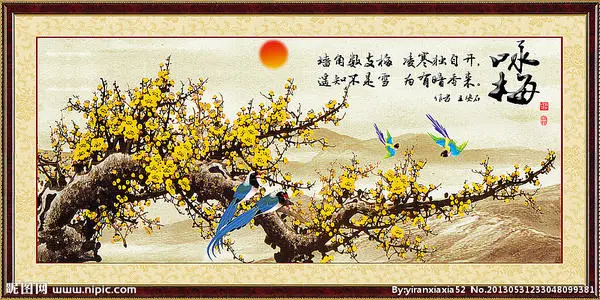 咏梅
墙角数支梅 凌寒独自开，
遥知不是雪 为有暗香来。
王安石
昵图网 www.nipic.com
By:yiranxiaxia52 No.20130531233048099381